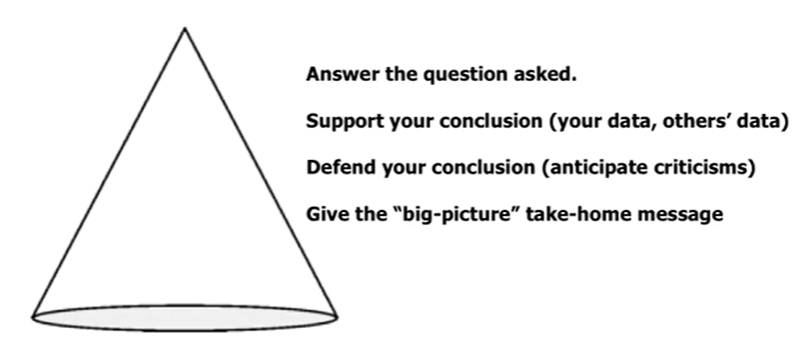 Answer the question asked.
Support your conclusion (your data, others’ data)
Defend your conclusion (anticipate criticisms)
Give the “big-picture” take-home message